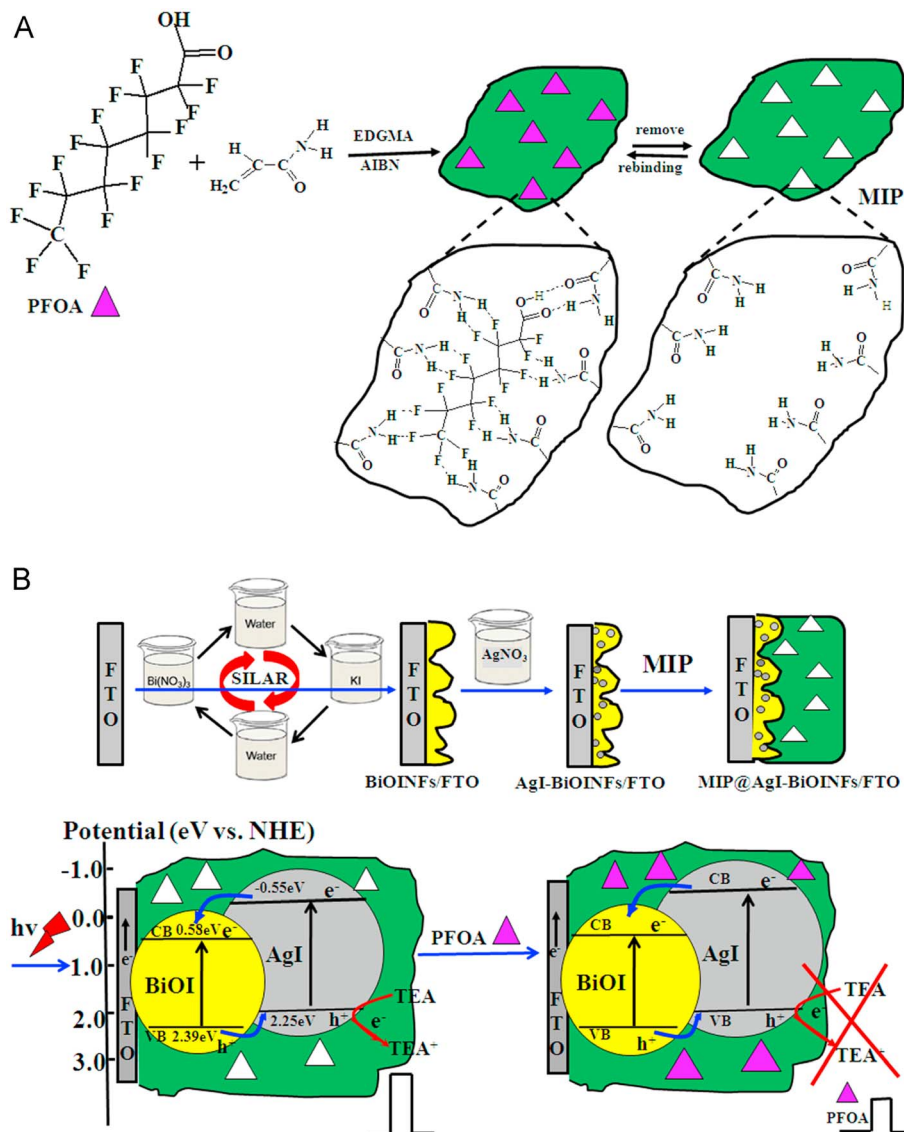 A
OH
O
F F
F F
F F
F F
F F
F F
F C F
F F
PFOA
+
H H
H N
C C
H₂C O
EDGMA
AIBN
remove
rebinding
MIP
B
Water
Bi(NO₃)₃
SILAR
KI
Water
FTO
FTO
BiOINFs/FTO
AgNO₃
FTO
AgI-BiOINFs/FTO
MIP
FTO
MIP@AgI-BiOINFs/FTO
Potential (eV vs. NHE)
-1.0
0.0
1.0
2.0
3.0
hv
e-
FTO
-0.55eV e-
CB 0.58eV e-
BiOI
AgI
VB 2.39eV
h+
2.25eV
h+
TEA
e-
TEA+
PFOA
e-
FTO
CB e-
CB e-
BiOI
AgI
VB
h+
VB h+
TEA
e-
TEA+
PFOA